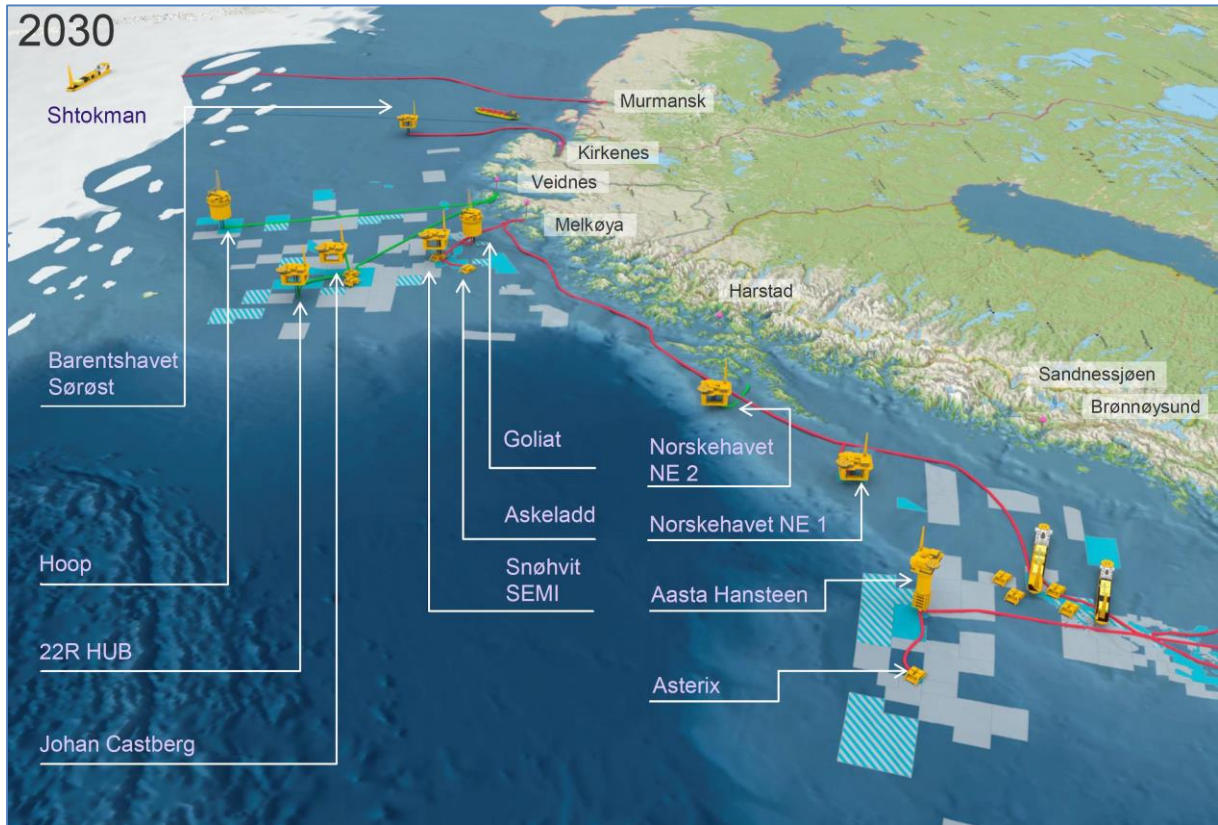 2030
Shtokman
Murmansk
Kirkenes
Veidnes
Melkøya
Harstad
Sandnessjøen
Brønnøysund
Barentshavet
Sørøst
Hoop
22R HUB
Johan Castberg
Goliat
Askeladd
Snøhvit
SEMI
Norskehavet
NE 2
Norskehavet NE 1
Aasta Hansteen
Asterix